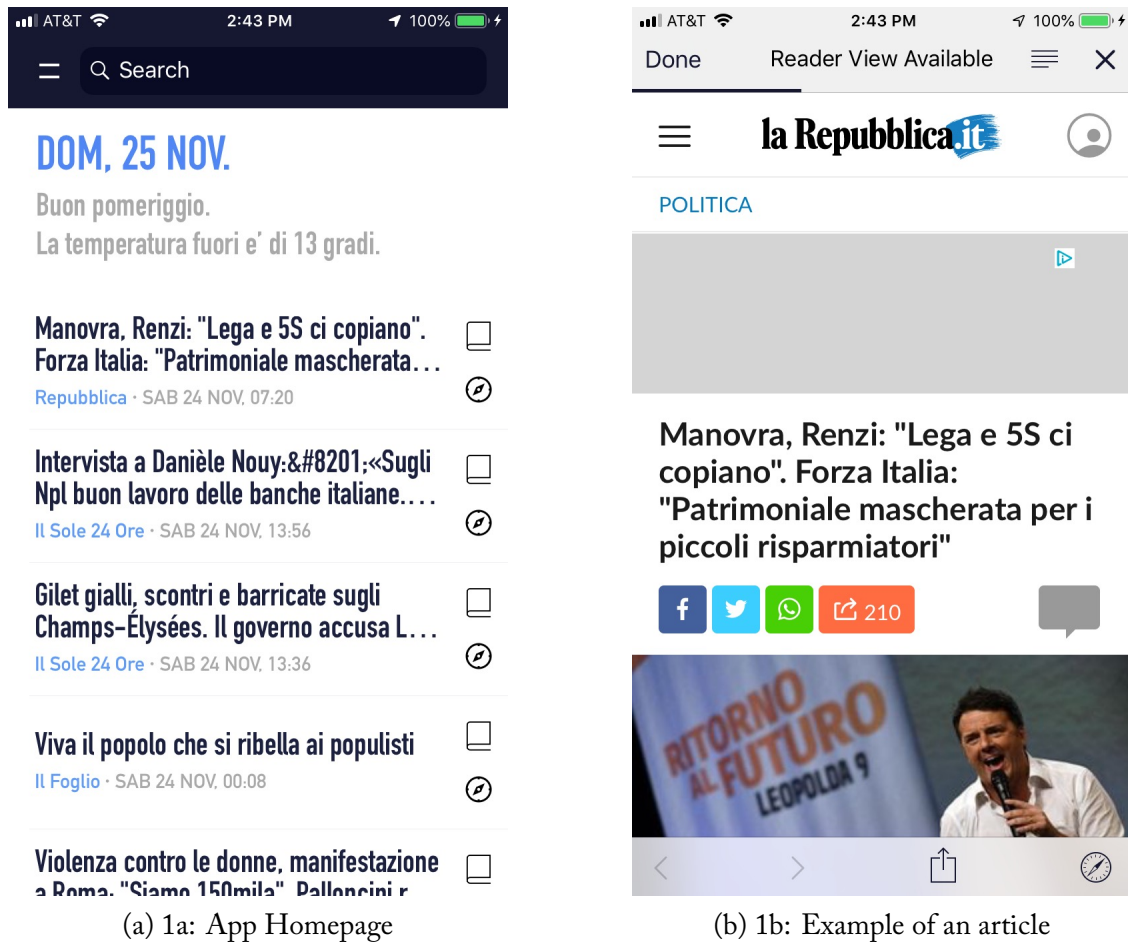 AT&T 2:43 PM 100%
Search
DOM, 25 NOV.
Buon pomeriggio.
La temperatura fuori e' di 13 gradi.
Manovra, Renzi: "Lega e 5S ci copiano".
Forza Italia: "Patrimoniale mascherata...
Repubblica · SAB 24 NOV, 07:20
Intervista a Danièle Nouy:&#8201;«Sugli
Npl buon lavoro delle banche italiane....
Il Sole 24 Ore · SAB 24 NOV, 13:56
Gilet gialli, scontri e barricate sugli
Champs-Élysées. Il governo accusa L...
Il Sole 24 Ore · SAB 24 NOV, 13:36
Viva il popolo che si ribella ai populisti
Il Foglio · SAB 24 NOV, 00:08
Violenza contro le donne, manifestazione
a Roma: "Siamo 150mila". Palloncini r
(a) 1a: App Homepage
AT&T 2:43 PM 100%
Done Reader View Available
la Repubblica.it
POLITICA
Manovra, Renzi: "Lega e 5S ci
copiano". Forza Italia:
"Patrimoniale mascherata per i
piccoli risparmiatori"
f 210
RITORNO
AL FUTURO
LEOPOLDA 9
(b) 1b: Example of an article